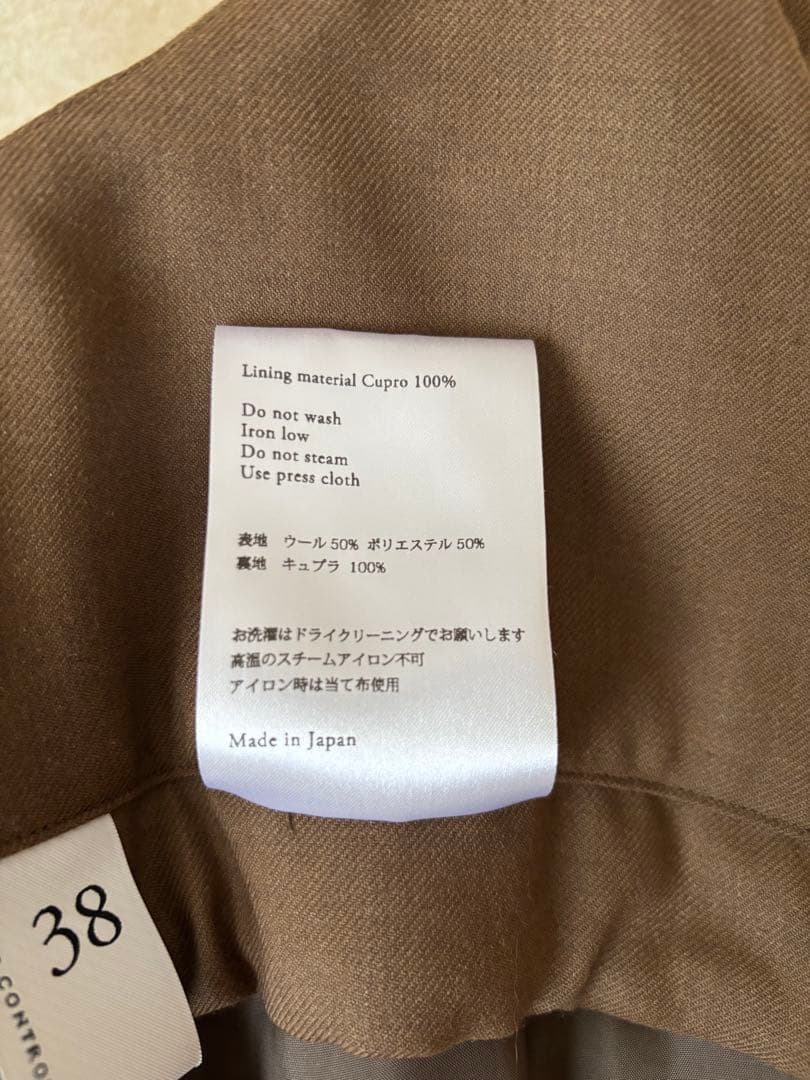 Lining material Cupro 100%
Do not wash
Iron low
Do not steam
Use press cloth
表地 ウール 50% ポリエステル 50%
裏地 キュプラ 100%
お洗濯はドライクリーニングでお願いします
高温のスチームアイロン不可
アイロン時は当て布使用
Made in Japan
38